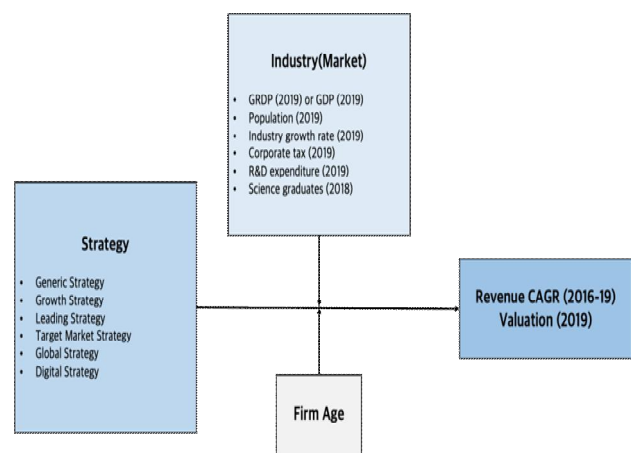 Industry(Market)
• GRDP (2019) or GDP (2019)
• Population (2019)
• Industry growth rate (2019)
• Corporate tax (2019)
• R&D expenditure (2019)
• Science graduates (2018)
Strategy
• Generic Strategy
• Growth Strategy
• Leading Strategy
• Target Market Strategy
• Global Strategy
• Digital Strategy
Revenue CAGR (2016-19)
Valuation (2019)
Firm Age